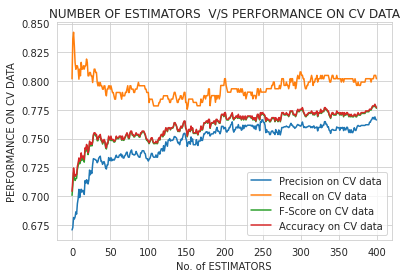 NUMBER OF ESTIMATORS V/S PERFORMANCE ON CV DATA
PERFORMANCE ON CV DATA
0.850
0.825
0.800
0.775
0.750
0.725
0.700
0.675
Precision on CV data
Recall on CV data
F-Score on CV data
Accuracy on CV data
0 50 100 150 200 250 300 350 400
No. of ESTIMATORS